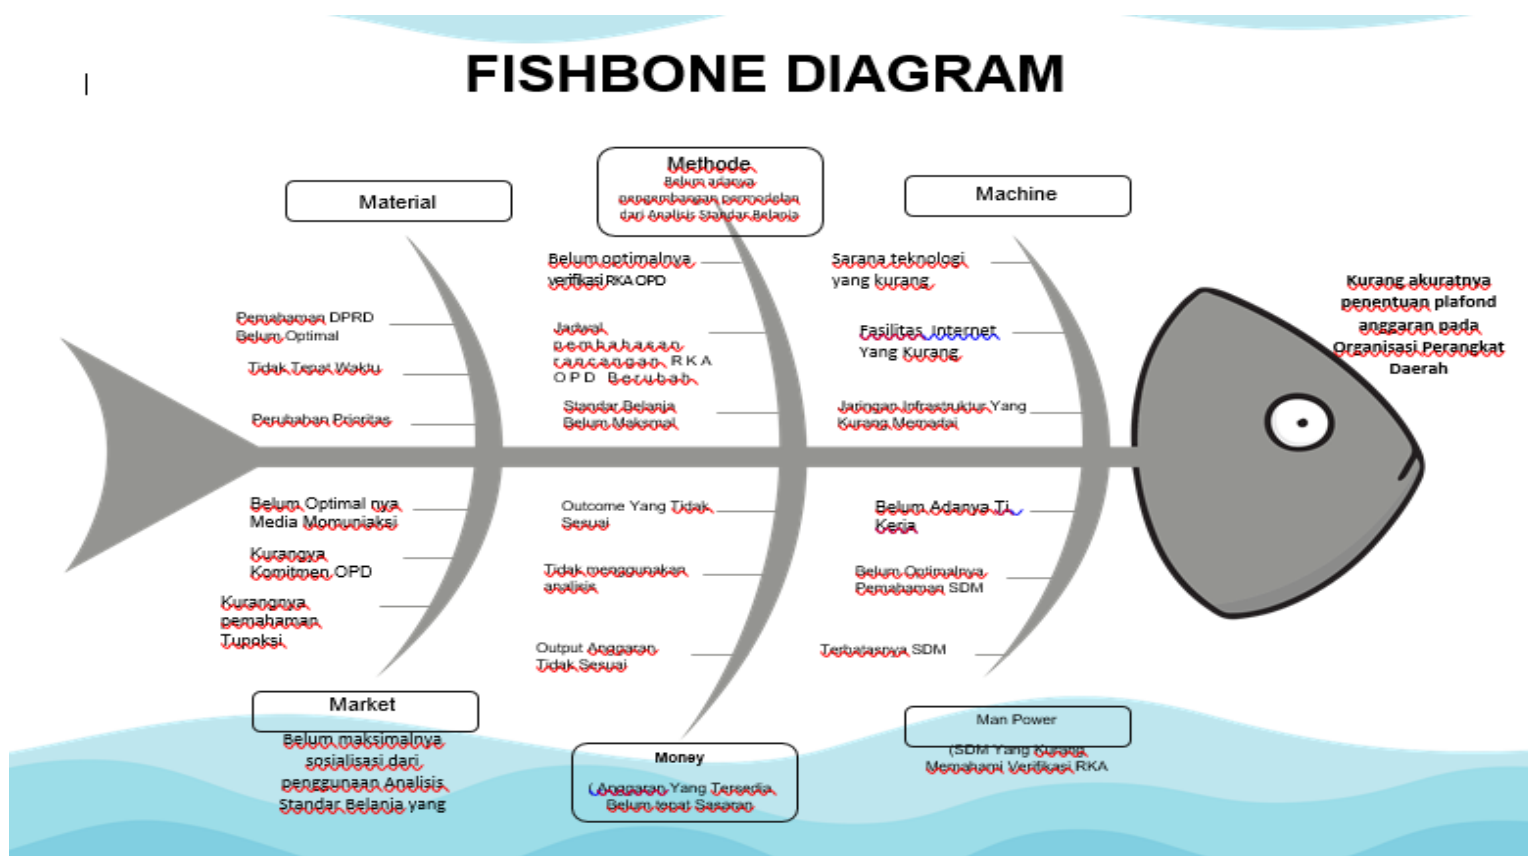 FISHBONE DIAGRAM
Material
Methode
Belum adanya
pengembangan permodelan
dari Analisis Standar Belanja
Machine
Pemahaman DPRD
Belum Optimal
Tidak Tepat Waktu
Perubahan Prioritas
Belum optimalnya
verifikasi RKA OPD
Jadwal
pembahasan
rancangan RKA
OPD Berubah
Standar Belanja
Belum Maksmal
Sarana teknologi
yang kurang
Fasilitas Internet
Yang Kurang
Jaringan Infrastruktur Yang
Kurang Memadai
Kurang akuratnya
penentuan plafond
anggaran pada
Organisasi Perangkat
Daerah
Belum Optimal nya
Media Momuniaksi
Kurangya
Komitmen OPD
Kurangnya
pemahaman
Tupoksi
Outcome Yang Tidak
Sesuai
Tidak menggunakan
analisis
Output Anggaran
Tidak Sesuai
Belum Adanya Ti
Kerja
Belum Optimalnya
Pemahaman SDM
Terbatasnya SDM
Market
Belum maksimalnya
sosialisasi dari
penggunaan Analisis
Standar Belanja yang
Money
( Anggaran Yang Tersedia
Belum tepat Sasaran
Man Power
(SDM Yang Kurang
Memahami Verifikasi RKA